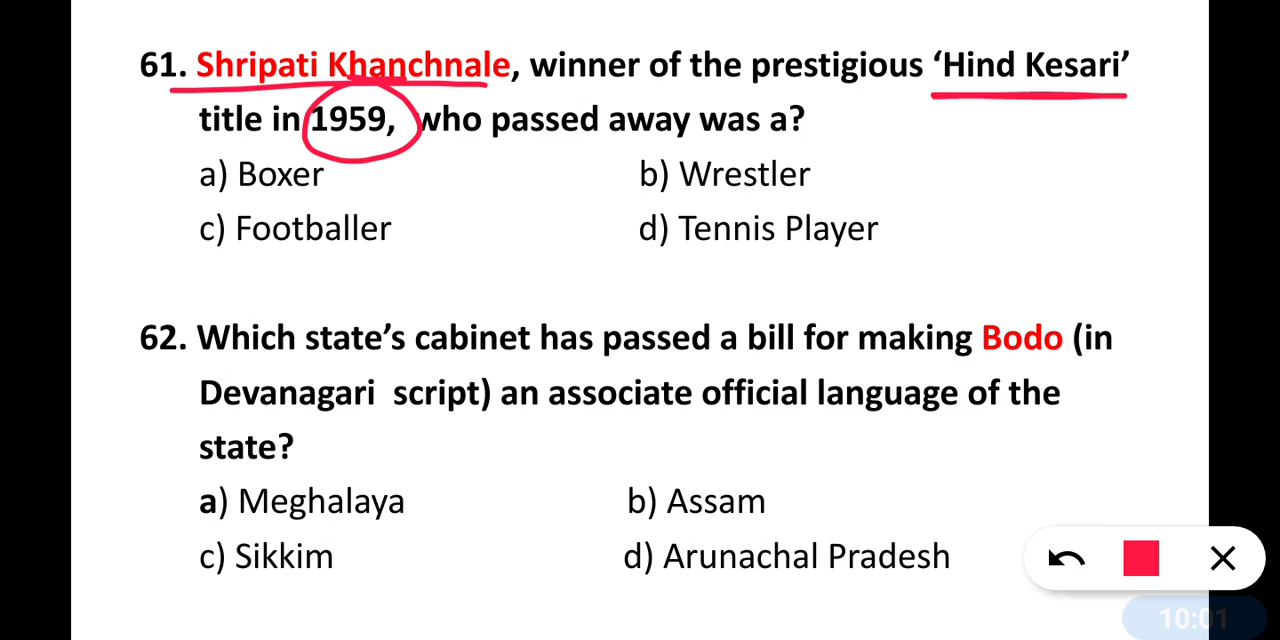 61. Shripati Khanchnale, winner of the prestigious ‘Hind Kesari’
title in 1959, who passed away was a?
a) Boxer b) Wrestler
c) Footballer d) Tennis Player
62. Which state’s cabinet has passed a bill for making Bodo (in
Devanagari script) an associate official language of the
state?
a) Meghalaya b) Assam
c) Sikkim d) Arunachal Pradesh
10:01